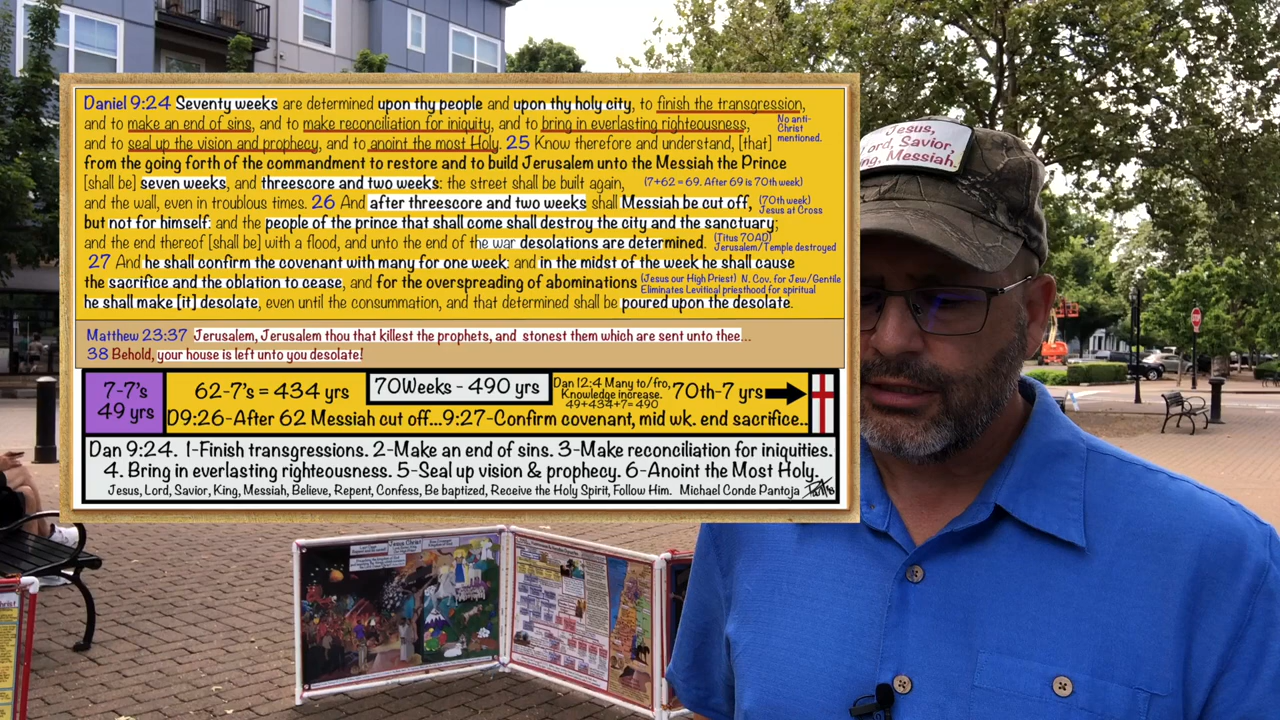 Daniel 9:24 Seventy weeks are determined upon thy people and upon thy holy city, to finish the transgression,
and to make an end of sins, and to make reconciliation for iniquity, and to bring in everlasting righteousness,
No anti-
Christ
mentioned.
and to seal up the vision and prophecy, and to anoint the most Holy. 25 Know therefore and understand, [that]
from the going forth of the commandment to restore and to build Jerusalem unto the Messiah the Prince
[shall be] seven weeks, and threescore and two weeks: the street shall be built again, (7+62=69. After 69 is 70th week)
and the wall, even in troublous times. 26 And after threescore and two weeks shall Messiah be cut off,
(70th week)
Jesus at Cross
but not for himself: and the people of the prince that shall come shall destroy the city and the sanctuary;
and the end thereof [shall be] with a flood, and unto the end of the war desolations are determined.
(Titus 70AD)
Jerusalem/Temple destroyed
27 And he shall confirm the covenant with many for one week: and in the midst of the week he shall cause
the sacrifice and the oblation to cease, and for the overspreading of abominations
(Jesus our High Priest) N. Cov. for Jew/Gentile
Eliminates Levitical priesthood for spiritual
he shall make [it] desolate, even until the consummation, and that determined shall be poured upon the desolate.
Matthew 23:37 Jerusalem, Jerusalem thou that killest the prophets, and stonest them which are sent unto thee...
38 Behold, your house is left unto you desolate!
7-7's
49 yrs
62-7's = 434 yrs
70Weeks - 490 yrs
Dan 12:4 Many to/fro,
Knowledge increase.
49+434+7= 490
70th-7 yrs
D9:26-After 62 Messiah cut off...9:27-Confirm covenant, mid wk. end sacrifice..
Dan 9:24. 1-Finish transgressions. 2-Make an end of sins. 3-Make reconciliation for iniquities.
4. Bring in everlasting righteousness. 5-Seal up vision & prophecy. 6-Anoint the Most Holy.
Jesus, Lord, Savior, King, Messiah, Believe, Repent, Confess, Be baptized, Receive the Holy Spirit, Follow Him. Michael Conde Pantoja
Jesus,
ord, Savior,
ng, Messiah.
Jesus Christ